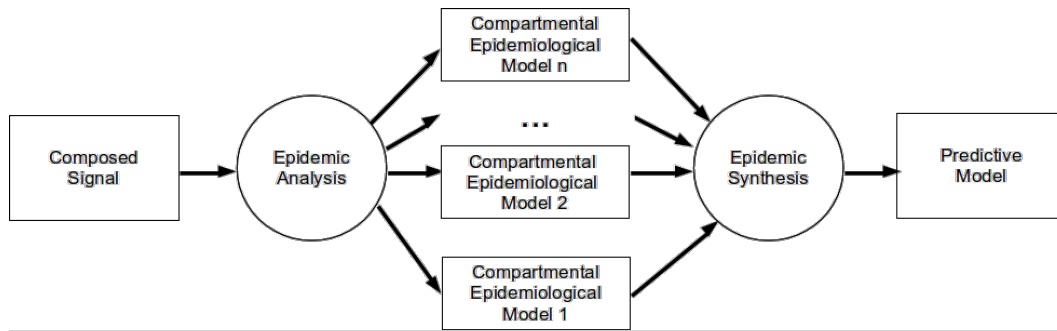 Composed
Signal
Epidemic
Analysis
Compartmental
Epidemiological
Model n
...
Compartmental
Epidemiological
Model 2
Compartmental
Epidemiological
Model 1
Epidemic
Synthesis
Predictive
Model